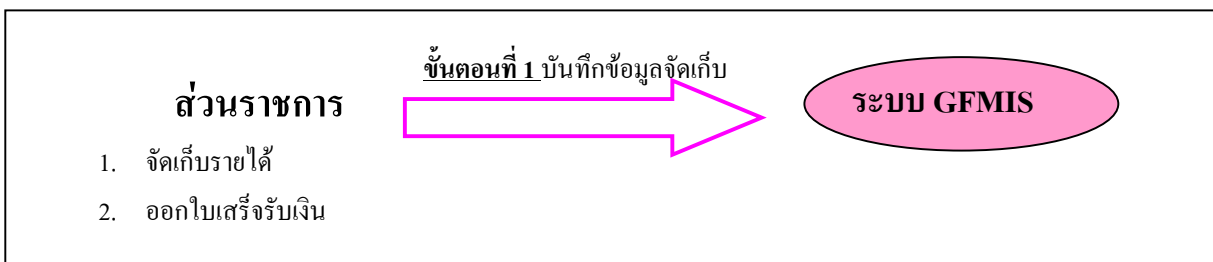 ขั้นตอนที่ 1 บันทึกข้อมูลจัดเก็บ
ส่วนราชการ
ระบบ GFMIS
1. จัดเก็บรายได้
2. ออกใบเสร็จรับเงิน